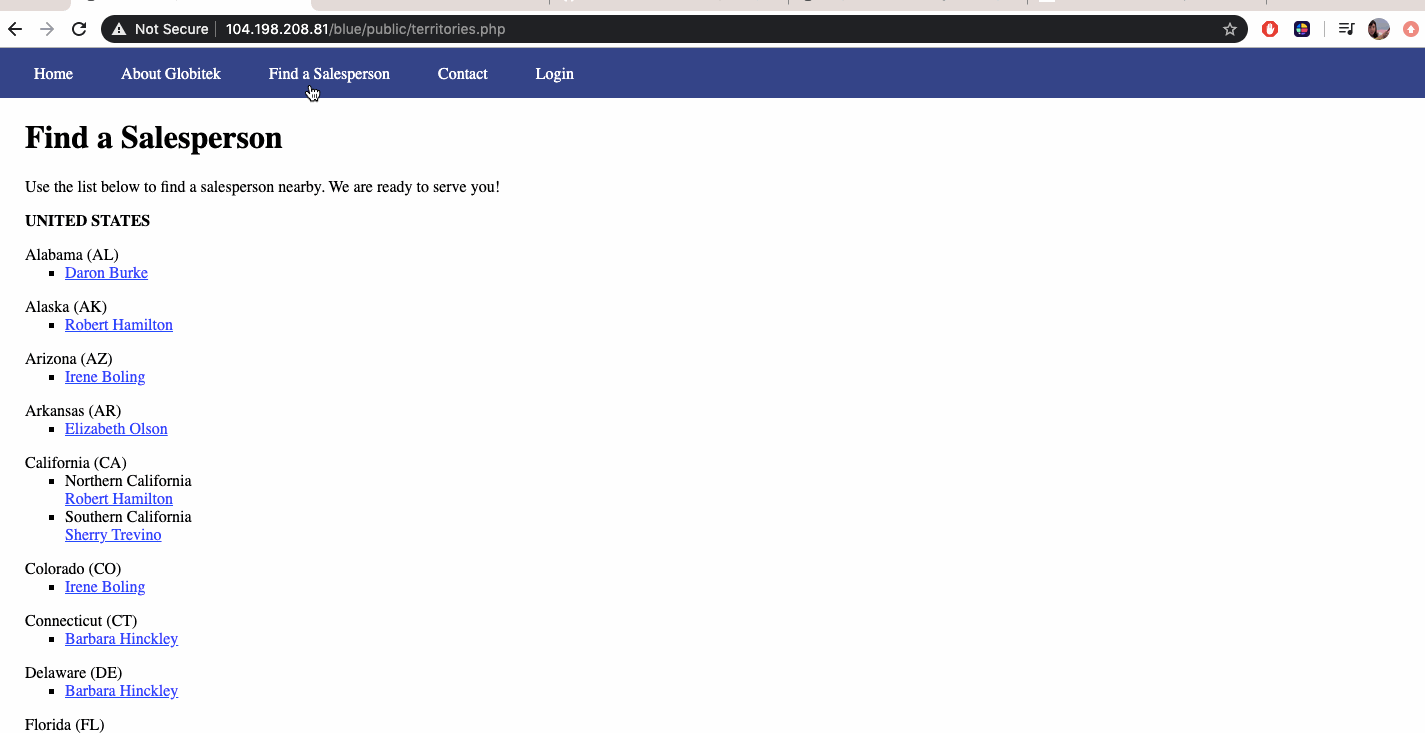 Not Secure 104.198.208.81/blue/public/territories.php
Home About Globitek Find a Salesperson Contact Login
Find a Salesperson
Use the list below to find a salesperson nearby. We are ready to serve you!
UNITED STATES
Alabama (AL)
Daron Burke
Alaska (AK)
Robert Hamilton
Arizona (AZ)
Irene Boling
Arkansas (AR)
Elizabeth Olson
California (CA)
Northern California
Robert Hamilton
Southern California
Sherry Trevino
Colorado (CO)
Irene Boling
Connecticut (CT)
Barbara Hinckley
Delaware (DE)
Barbara Hinckley
Florida (FL)